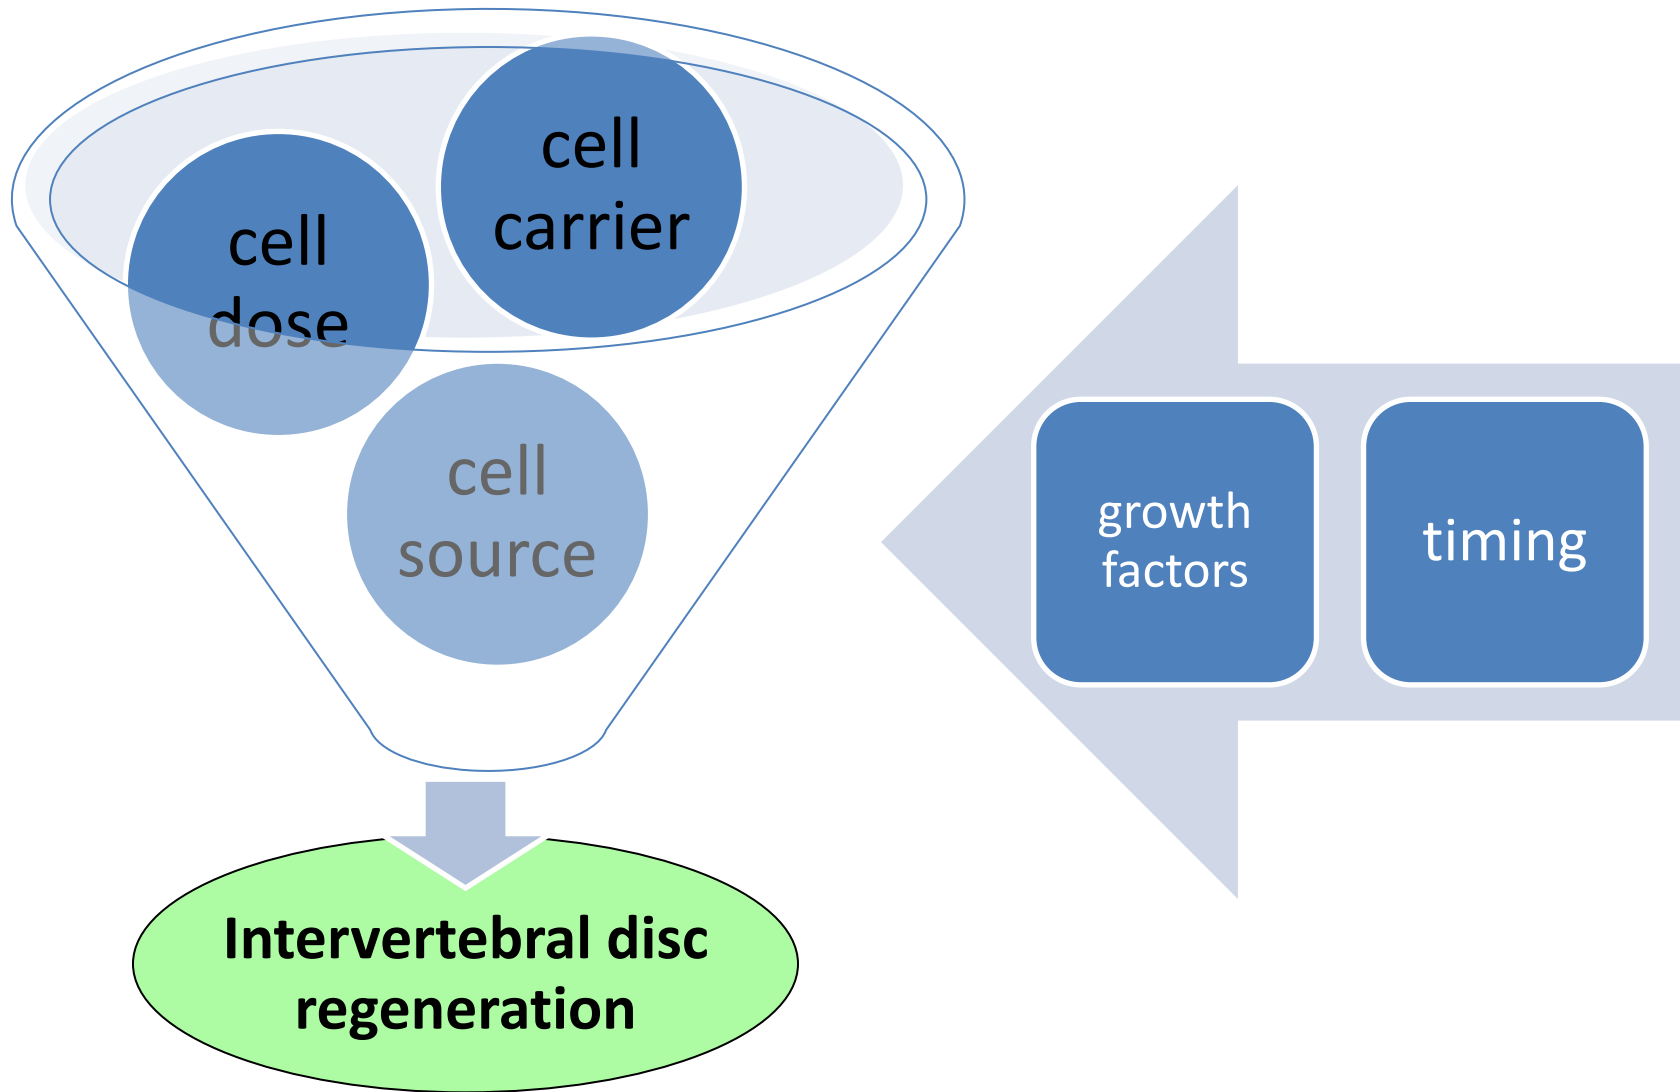 cell
carrier
cell
dose
cell
source
growth
factors
timing
Intervertebral disc
regeneration